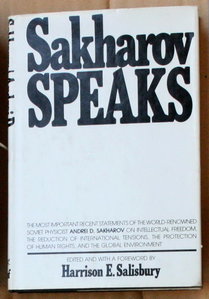 Sakharov
SPEAKS
THE MOST IMPORTANT RECENT STATEMENTS OF THE WORLD-RENOWNED
SOVIET PHYSICIST ANDREI D. SAKHAROV ON INTELLECTUAL FREEDOM,
THE REDUCTION OF INTERNATIONAL TENSIONS, THE PROTECTION
OF HUMAN RIGHTS, AND THE GLOBAL ENVIRONMENT
EDITED AND WITH A FOREWORD BY
Harrison E. Salisbury